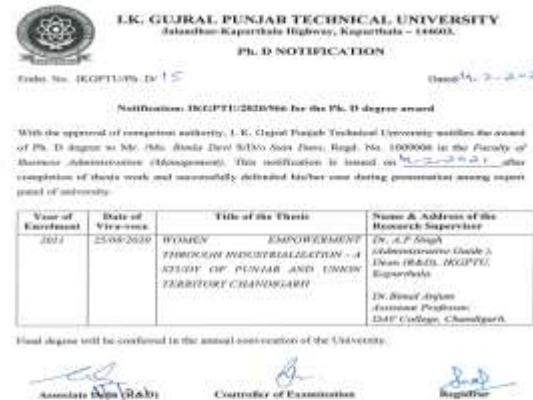 I.K. GUJRAL PUNJAB TECHNICAL UNIVERSITY
Jalandhar-Kapurthala Highway, Kapurthala – 144603.
Ph. D NOTIFICATION
Endst. No. IKGPTU/Ph. D/ 15
Dated
Notification: IKGPTU/2020/966 for the Ph. D degree award
With the approval of competent authority, I. K. Gujral Punjab Technical University notifies the award
of Ph. D degree to Mr. /Ms. Bimla Devi S/D/o Sain Dass, Regd. No. in the Faculty of
Business Administration (Management). This notification is issued on after
completion of thesis work and successfully defended his/her case during presentation among expert
panel of university.
Year of Enrolment
Date of Viva-voce
Title of the Thesis
Name & Address of the
Research Supervisor
2011
25/08/2020
WOMEN EMPOWERMENT
THROUGH INDUSTRIALIZATION – A
STUDY OF PUNJAB AND UNION
TERRITORY CHANDIGARH
Dr. A.P Singh
(Administrative Guide),
Dean (R&D), IKGPTU,
Kapurthala
Dr. Bimal Anjum
Assistant Professor,
DAV College, Chandigarh.
Final degree will be conferred in the annual convocation of the University.
Associate Dean (R&D)
Controller of Examination
Registrar